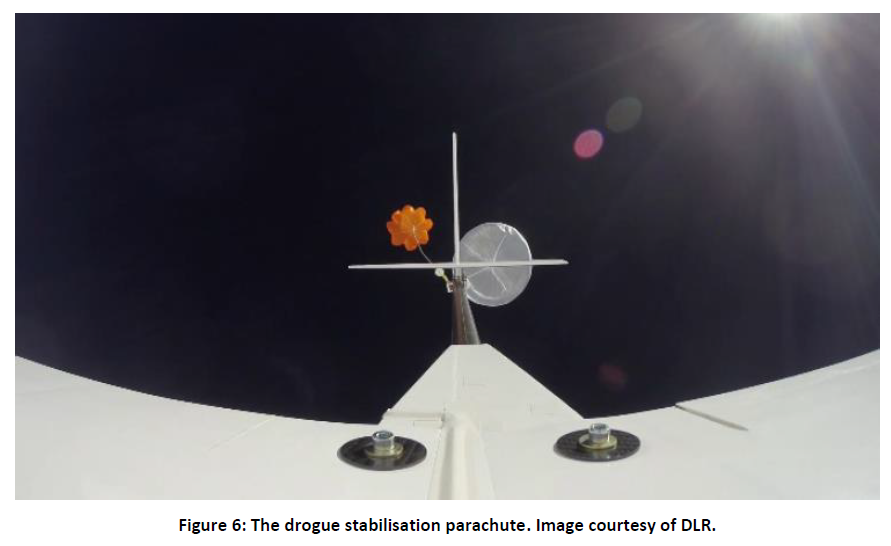 Figure 6: The drogue stabilisation parachute. Image courtesy of DLR.